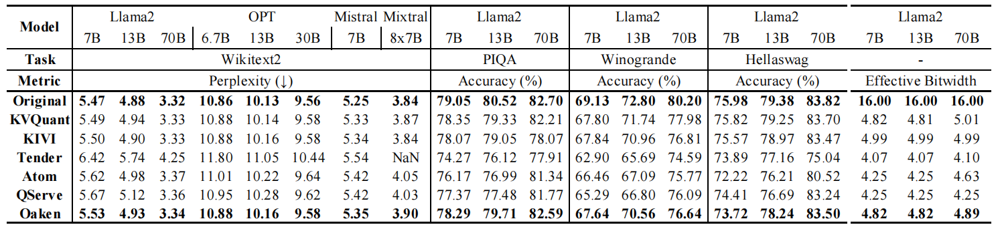 Model Llama2 OPT Mistral Mixtral Llama2 Llama2 Llama2 Llama2
7B 13B 70B 6.7B 13B 30B 7B 8x7B 7B 13B 70B 7B 13B 70B 7B 13B 70B 7B 13B 70B
Task Wikitext2 PIQA Winogrande Hellaswag -
Metric Perplexity (↓) Accuracy (%) Accuracy (%) Accuracy (%) Effective Bitwidth
Original 5.47 4.88 3.32 10.86 10.13 9.56 5.25 3.84 79.05 80.52 82.70 69.13 72.80 80.20 75.98 79.38 83.82 16.00 16.00 16.00
KVQuant 5.49 4.94 3.33 10.88 10.14 9.58 5.33 3.87 78.35 79.33 82.21 67.80 71.74 77.98 75.82 79.25 83.70 4.82 4.81 5.01
KIVI 5.50 4.90 3.33 10.88 10.16 9.58 5.34 3.84 78.07 79.05 78.07 67.84 70.96 76.81 75.57 78.97 83.47 4.99 4.99 4.99
Tender 6.42 5.74 4.25 11.80 11.05 10.44 5.54 NaN 74.27 76.12 77.91 62.90 65.69 74.59 73.89 77.16 75.04 4.07 4.07 4.10
Atom 5.62 4.98 3.37 11.01 10.22 9.64 5.42 4.05 76.17 76.99 81.34 66.46 67.09 75.77 72.22 76.21 80.52 4.25 4.25 4.63
QServe 5.67 5.12 3.36 10.95 10.28 9.62 5.42 4.03 77.37 77.48 81.77 65.29 66.80 76.09 74.41 76.69 83.24 4.25 4.25 4.25
Oaken 5.53 4.93 3.34 10.88 10.16 9.58 5.35 3.90 78.29 79.71 82.59 67.64 70.56 76.64 73.72 78.24 83.50 4.82 4.82 4.89